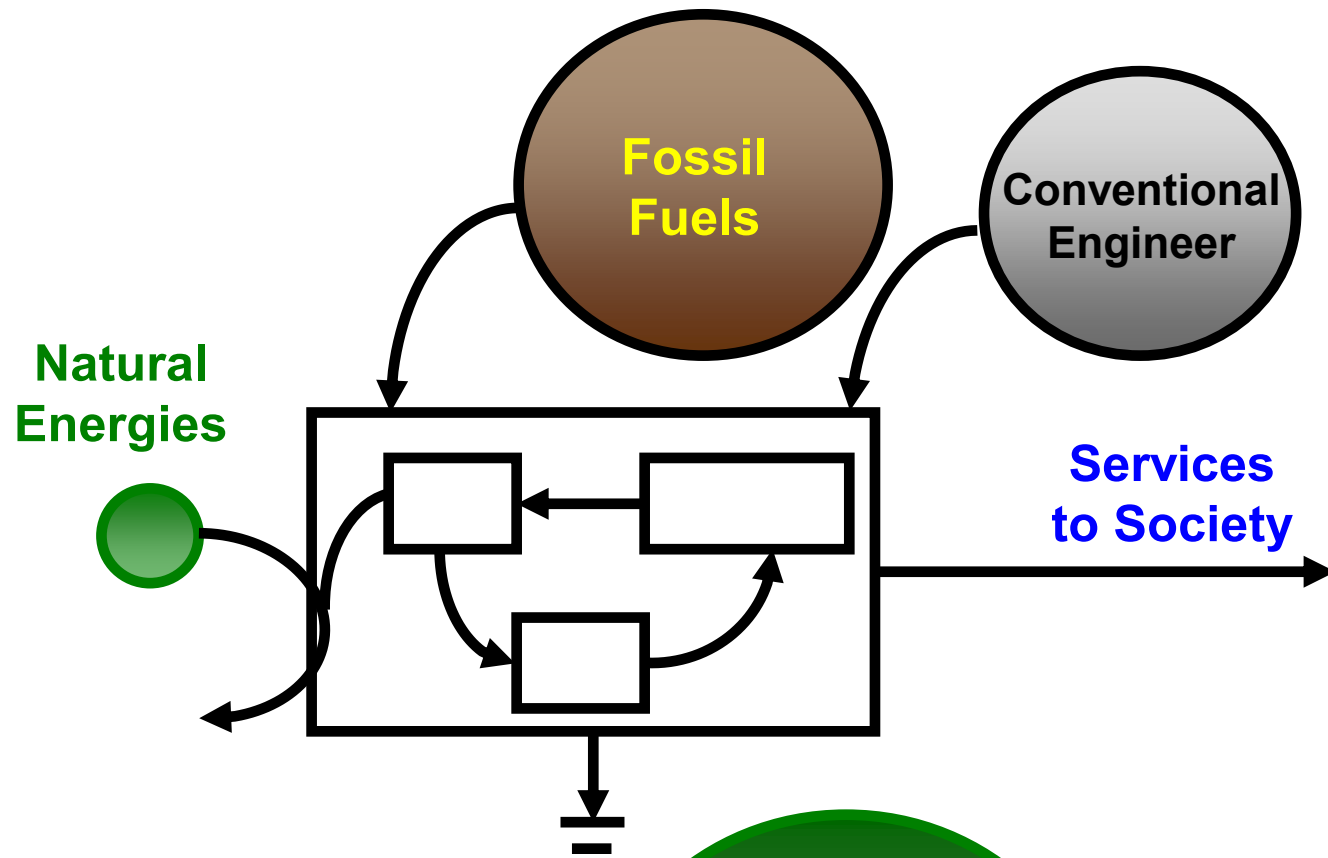 Fossil
Fuels
Conventional
Engineer
Natural
Energies
Services
to Society